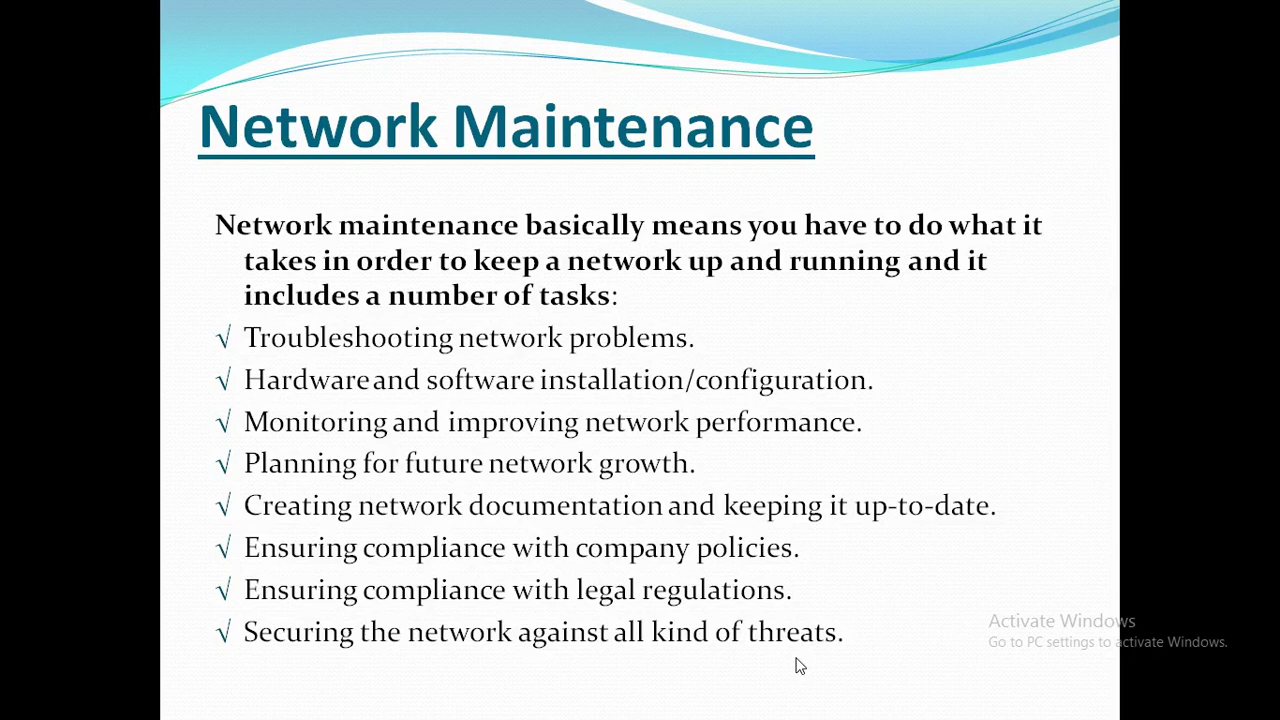 Network Maintenance
Network maintenance basically means you have to do what it
takes in order to keep a network up and running and it
includes a number of tasks:
√ Troubleshooting network problems.
√ Hardware and software installation/configuration.
√ Monitoring and improving network performance.
√ Planning for future network growth.
√ Creating network documentation and keeping it up-to-date.
√ Ensuring compliance with company policies.
√ Ensuring compliance with legal regulations.
√ Securing the network against all kind of threats.
Activate Windows
Go to PC settings to activate Windows.